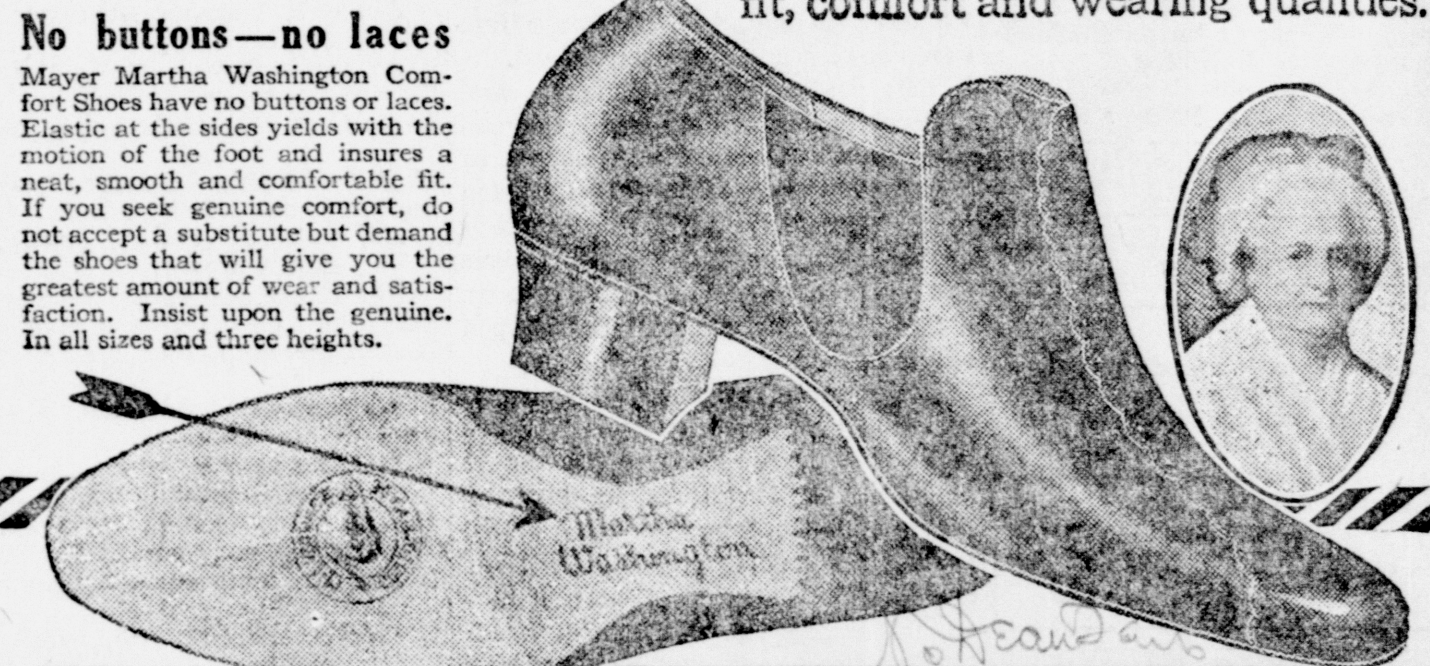 fit, comfort and wearing qualities.
No buttons—no laces
Mayer Martha Washington Com-
fort Shoes have no buttons or laces.
Elastic at the sides yields with the
motion of the foot and insures a
neat, smooth and comfortable fit.
If you seek genuine comfort, do
not accept a substitute but demand
the shoes that will give you the
greatest amount of wear and satis-
faction. Insist upon the genuine.
In all sizes and three heights.
Martha
Washington